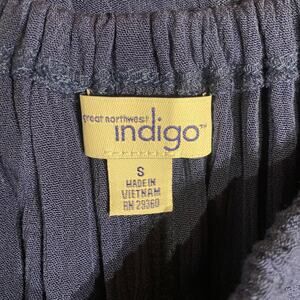 great northwest
indigo™
S
MADE IN
VIETNAM
RN 29360